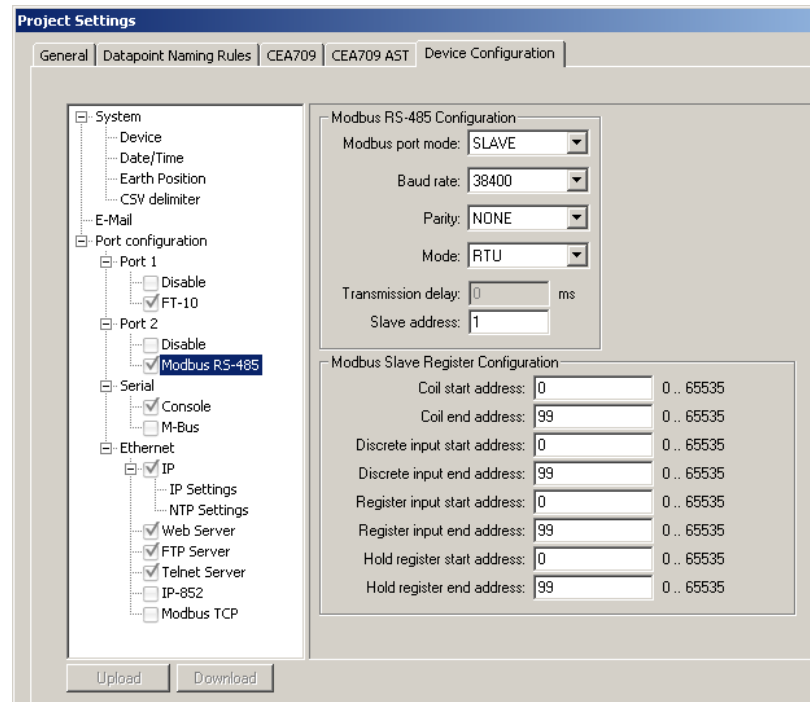 Project Settings
General Datapoint Naming Rules CEA709 CEA709 AST Device Configuration
System
Device
Date/Time
Earth Position
CSV delimiter
E-Mail
Port configuration
Port 1
Disable
FT-10
Port 2
Disable
Modbus RS-485
Serial
Console
M-Bus
Ethernet
IP
IP Settings
NTP Settings
Web Server
FTP Server
Telnet Server
IP-852
Modbus TCP
Upload Download
Modbus RS-485 Configuration
Modbus port mode: SLAVE
Baud rate: 38400
Parity: NONE
Mode: RTU
Transmission delay: 0 ms
Slave address: 1
Modbus Slave Register Configuration
Coil start address: 0 0 .. 65535
Coil end address: 99 0 .. 65535
Discrete input start address: 0 0 .. 65535
Discrete input end address: 99 0 .. 65535
Register input start address: 0 0 .. 65535
Register input end address: 99 0 .. 65535
Hold register start address: 0 0 .. 65535
Hold register end address: 99 0 .. 65535